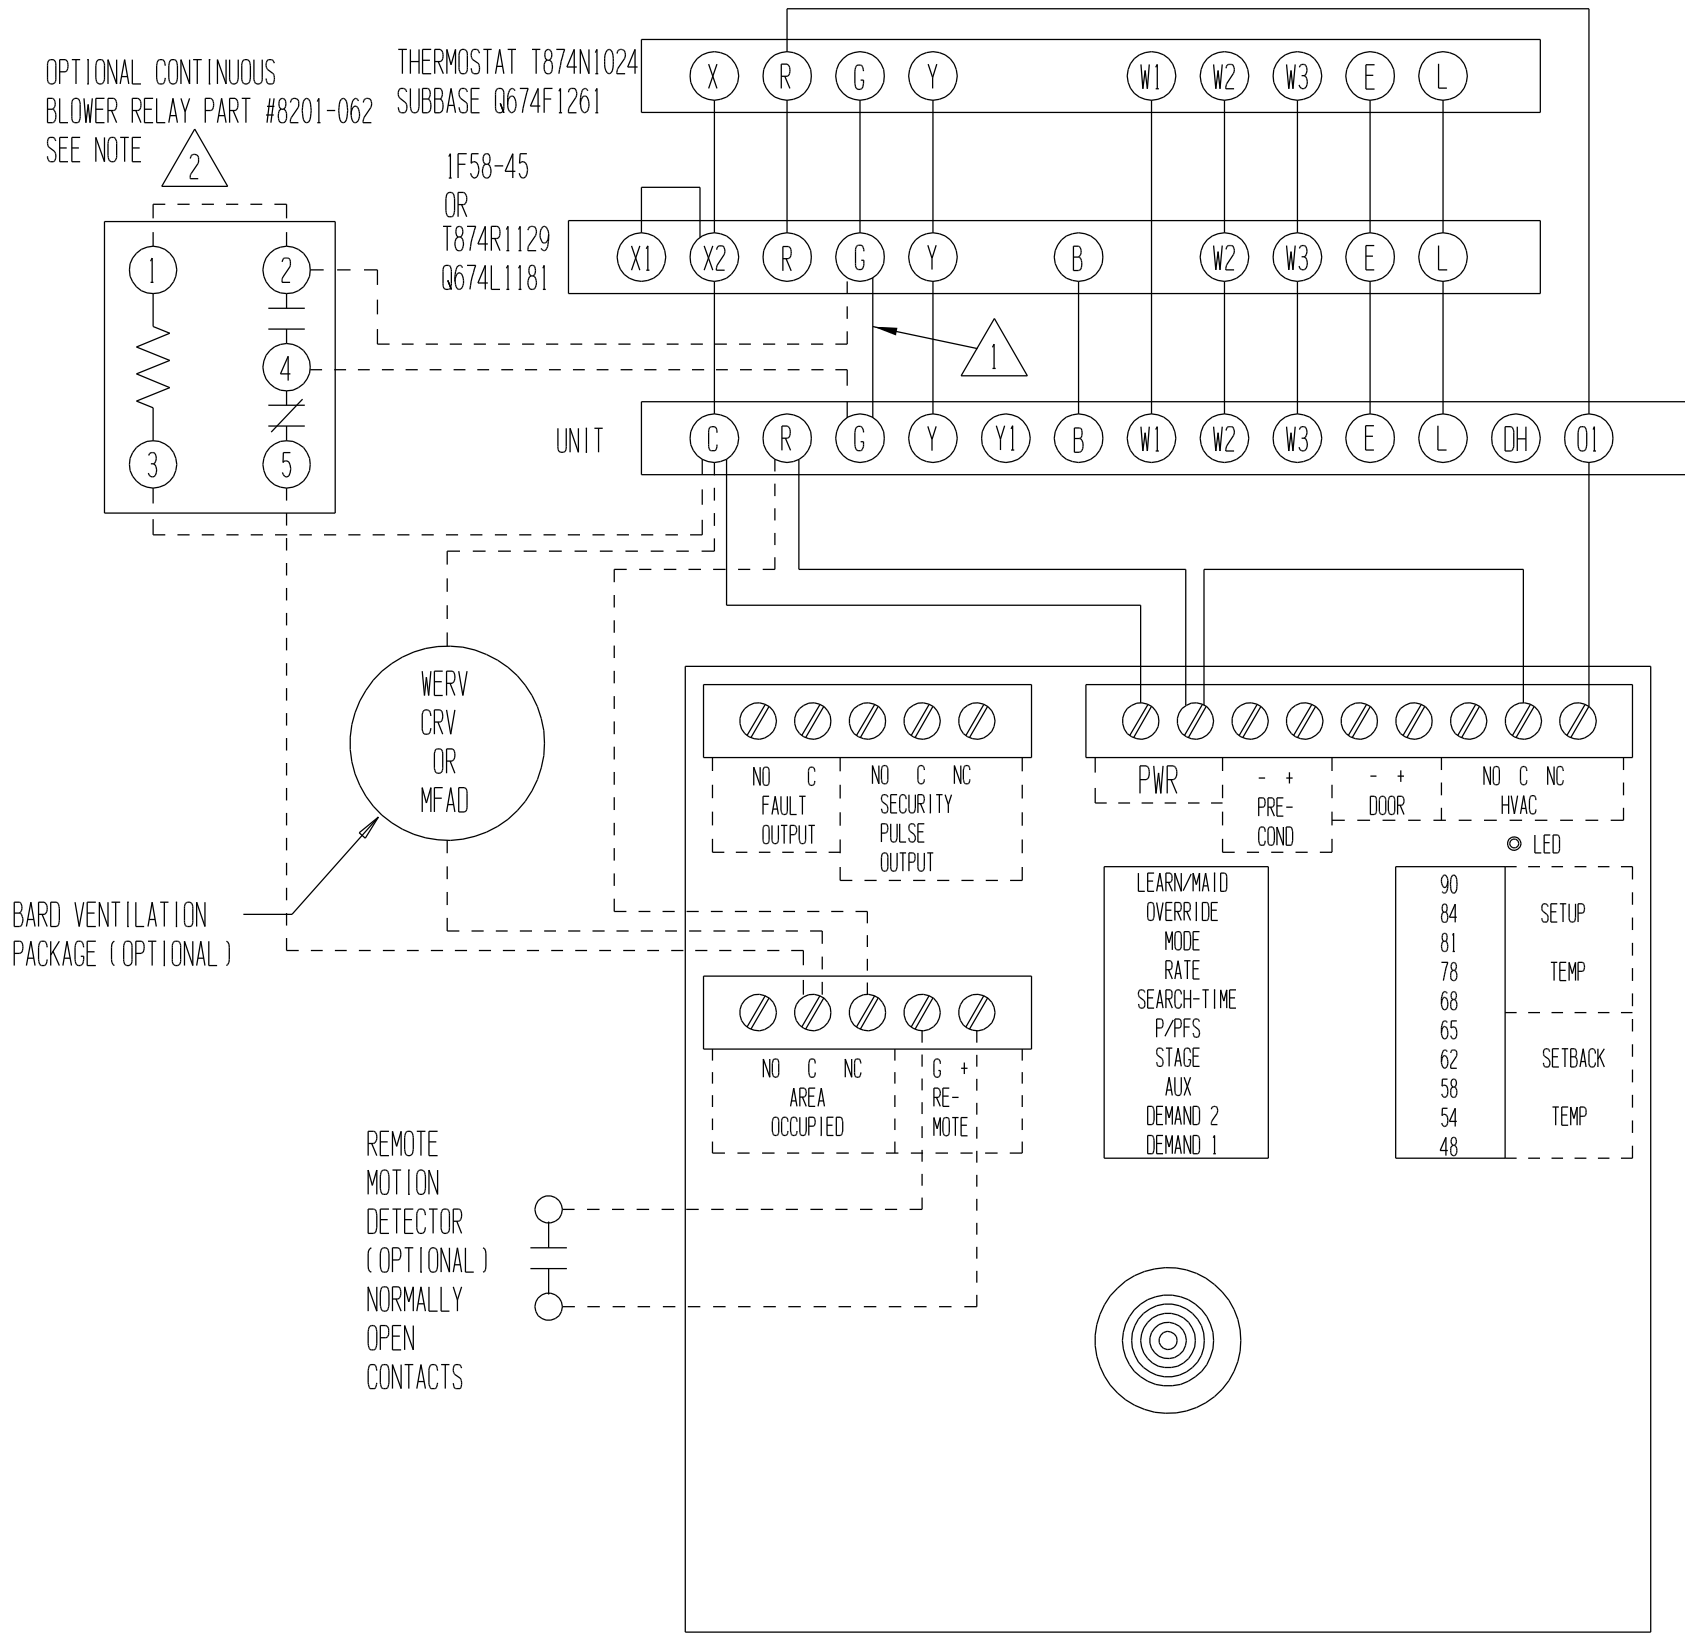 OPTIONAL CONTINUOUS
BLOWER RELAY PART #8201-062
SEE NOTE
2
THERMOSTAT T874N1024
SUBBASE Q674F1261
X R G Y W1 W2 W3 E L
1F58-45
OR
T874R1129
Q674L1181
X1 X2 R G Y B W2 W3 E L
1 2
4
3 5
1
UNIT
C R G Y Y1 B W1 W2 W3 E L DH O1
WERV
CRV
OR
MFAD
BARD VENTILATION
PACKAGE (OPTIONAL)
NO C
FAULT
OUTPUT
NO C NC
SECURITY
PULSE
OUTPUT
PWR
- +
PRE-
COND
- +
DOOR
NO C NC
HVAC
LED
LEARN/MAID
OVERRIDE
MODE
RATE
SEARCH-TIME
P/PFS
STAGE
AUX
DEMAND 2
DEMAND 1
90
84
81
78
68
65
62
58
54
48
SETUP
TEMP
SETBACK
TEMP
NO C NC
AREA
OCCUPIED
G +
RE-
MOTE
REMOTE
MOTION
DETECTOR
(OPTIONAL)
NORMALLY
OPEN
CONTACTS